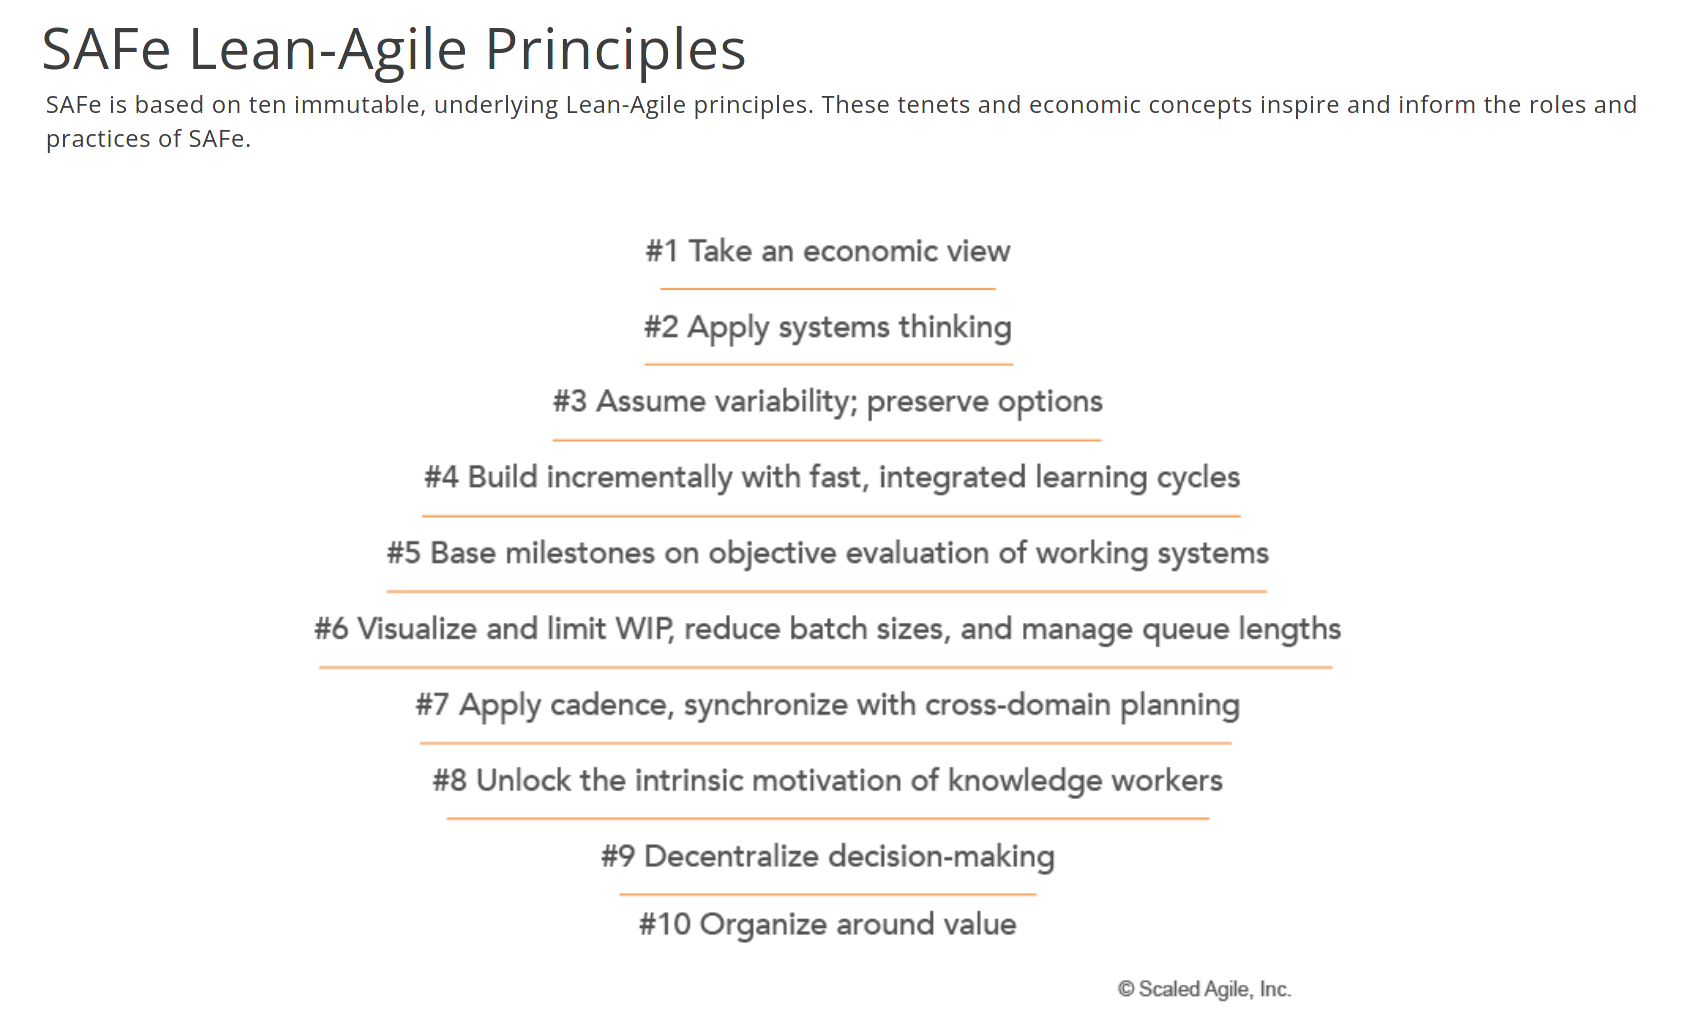 SAFe Lean-Agile Principles
SAFe is based on ten immutable, underlying Lean-Agile principles. These tenets and economic concepts inspire and inform the roles and
practices of SAFe.
#1 Take an economic view
#2 Apply systems thinking
#3 Assume variability; preserve options
#4 Build incrementally with fast, integrated learning cycles
#5 Base milestones on objective evaluation of working systems
#6 Visualize and limit WIP, reduce batch sizes, and manage queue lengths
#7 Apply cadence, synchronize with cross-domain planning
#8 Unlock the intrinsic motivation of knowledge workers
#9 Decentralize decision-making
#10 Organize around value
© Scaled Agile, Inc.